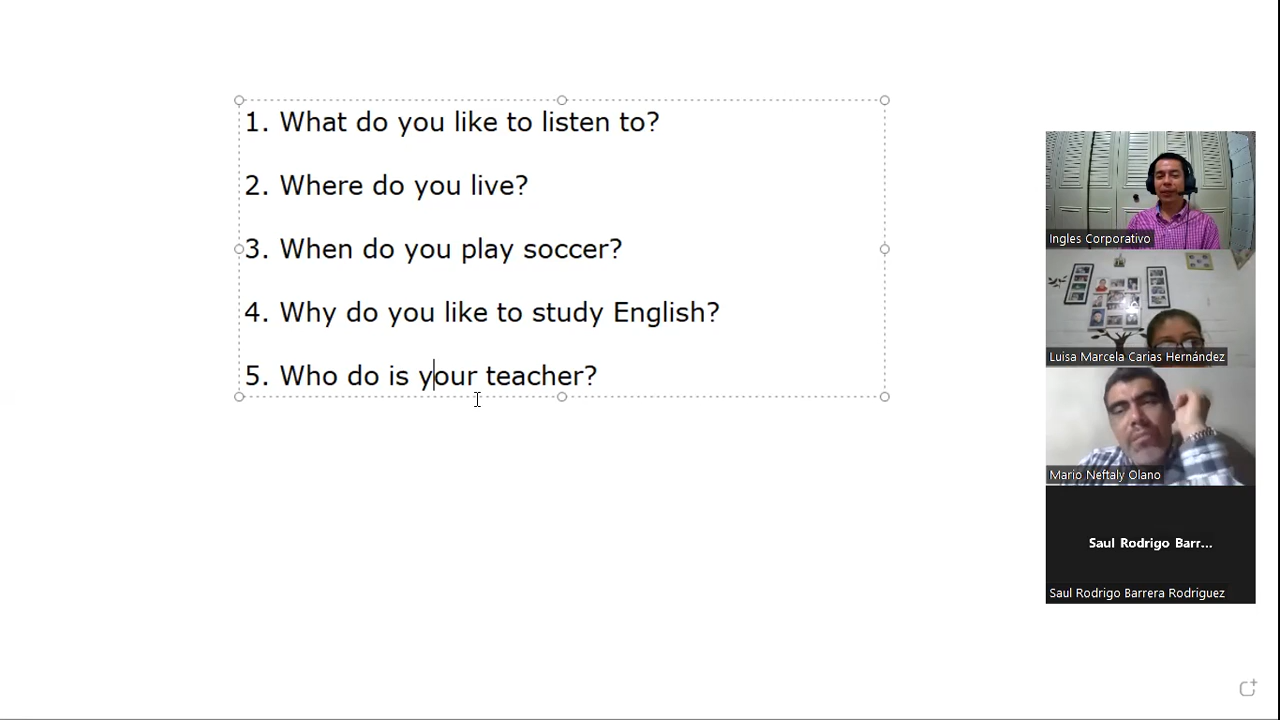 1. What do you like to listen to?
2. Where do you live?
3. When do you play soccer?
4. Why do you like to study English?
5. Who do is your teacher?
Ingles Corporativo
Luisa Marcela Carias Hernández
Mario Neftaly Olano
Saul Rodrigo Barr...
Saul Rodrigo Barrera Rodriguez